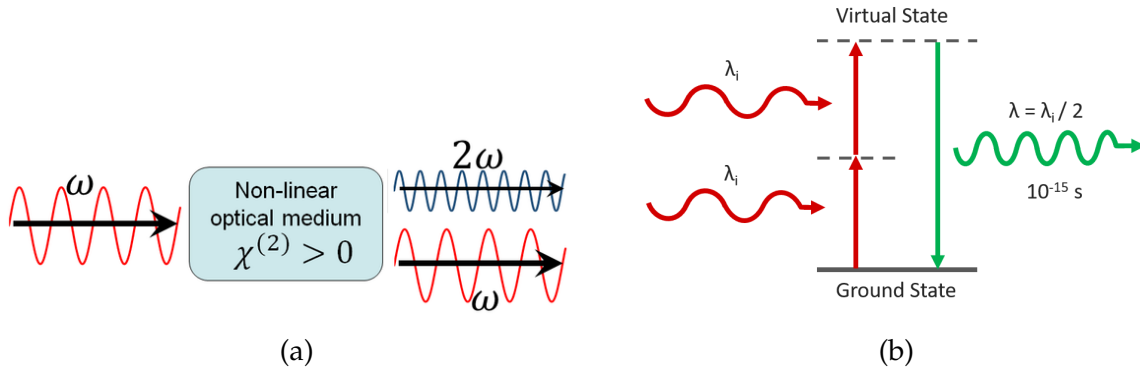 ω
Non-linear
optical medium
χ⁽²⁾ > 0
2ω
ω
(a)
Virtual State
λᵢ
λᵢ
λ = λᵢ / 2
10⁻¹⁵ s
Ground State
(b)